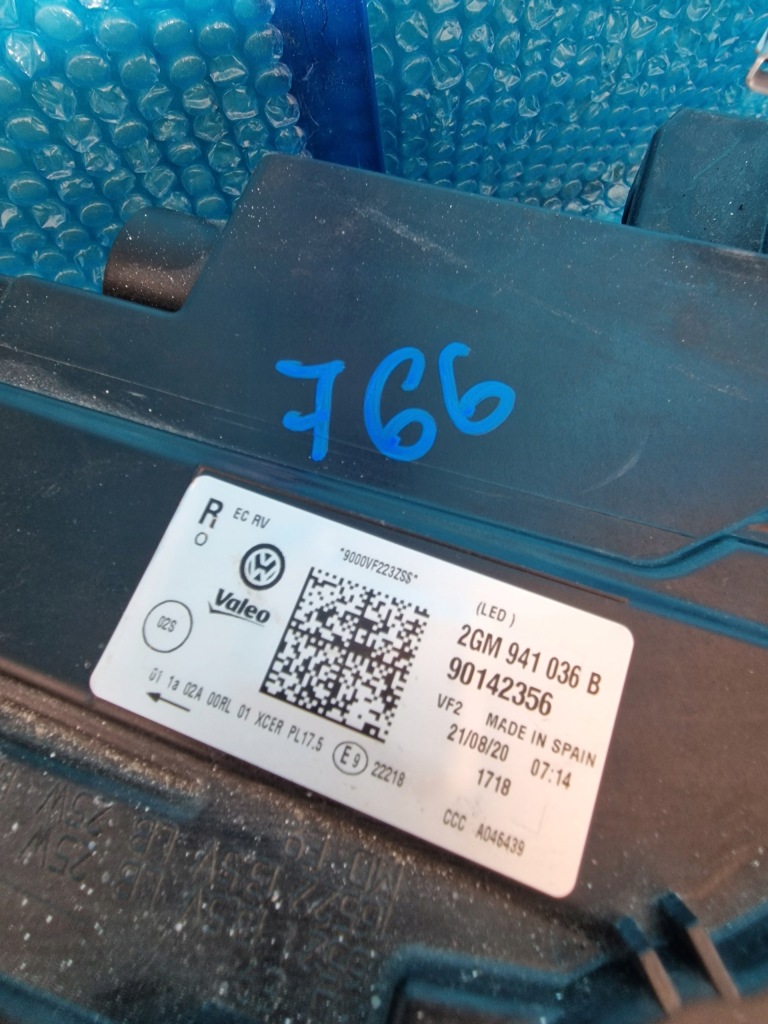 766
R EC RV
O
*9000VF223ZSS*
Valeo
02S
(LED)
2GM 941 036 B
90142356
VF2 MADE IN SPAIN
21/08/20 07:14
1718
01 1a 02A 00RL 01 XCER PL17.5
E9 22218
CCC A046439